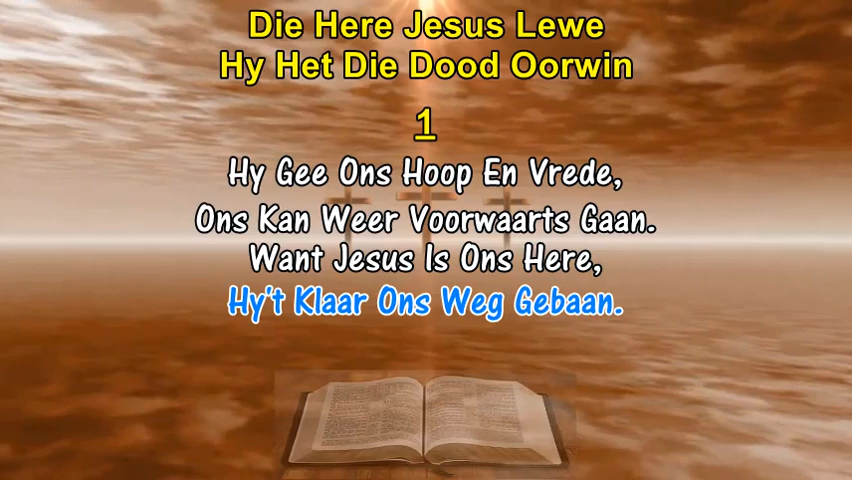 Die Here Jesus Lewe
Hy Het Die Dood Oorwin
1
Hy Gee Ons Hoop En Vrede,
Ons Kan Weer Voorwaarts Gaan.
Want Jesus Is Ons Here,
Hy't Klaar Ons Weg Gebaan.